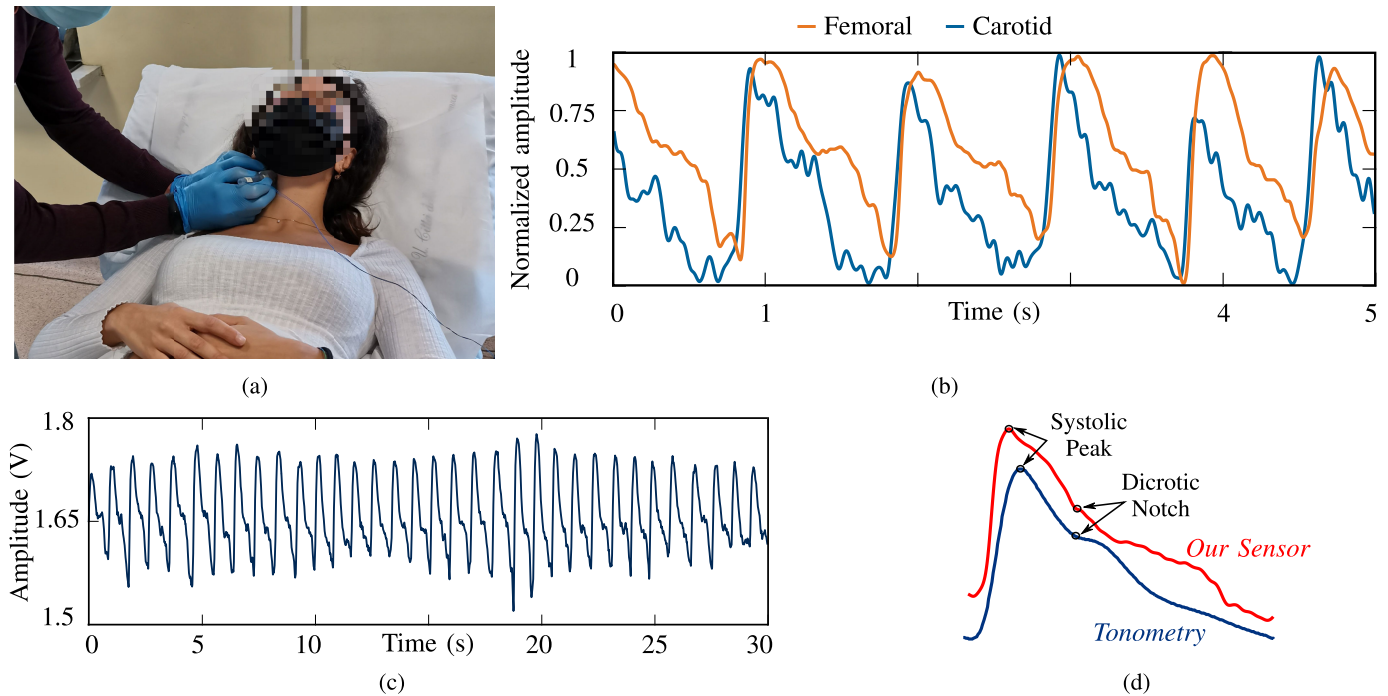 Femoral
Carotid
Normalized amplitude
1
0.75
0.5
0.25
0
0
1
Time (s)
4
5
(a)
(b)
Amplitude (V)
1.8
1.65
1.5
0
5
10
Time (s)
20
25
30
(c)
Systolic
Peak
Dicrotic
Notch
Our Sensor
Tonometry
(d)